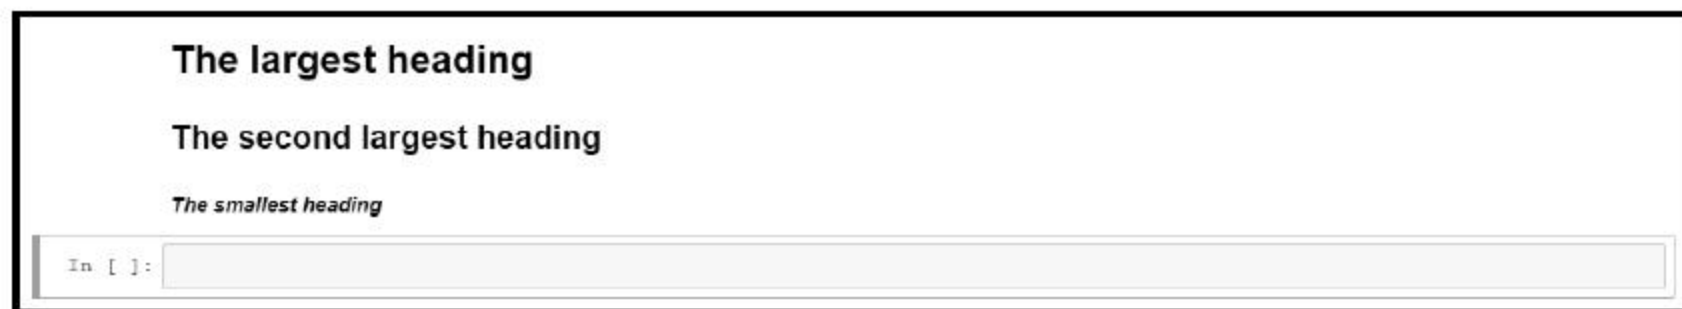 The largest heading
The second largest heading
The smallest heading
In [ ]: